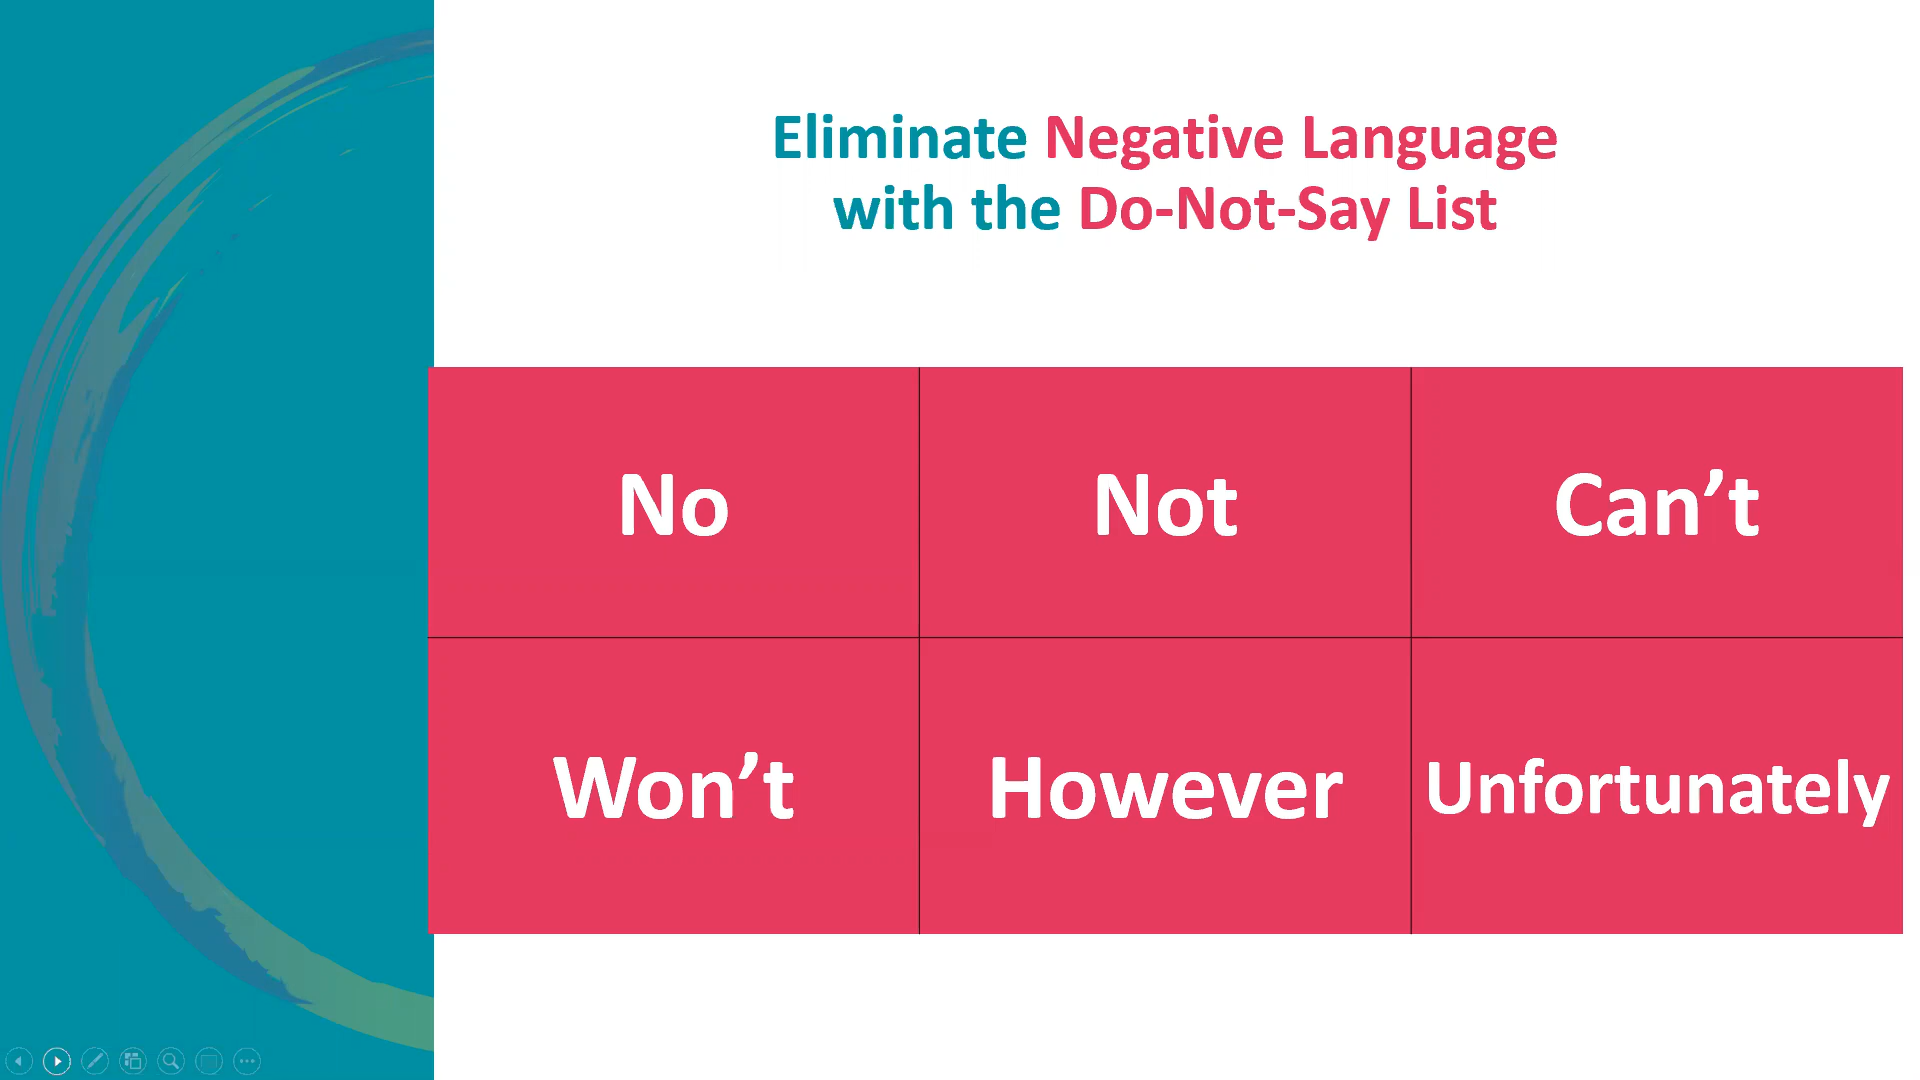 Eliminate Negative Language
with the Do-Not-Say List
No
Not
Can’t
Won’t
However
Unfortunately